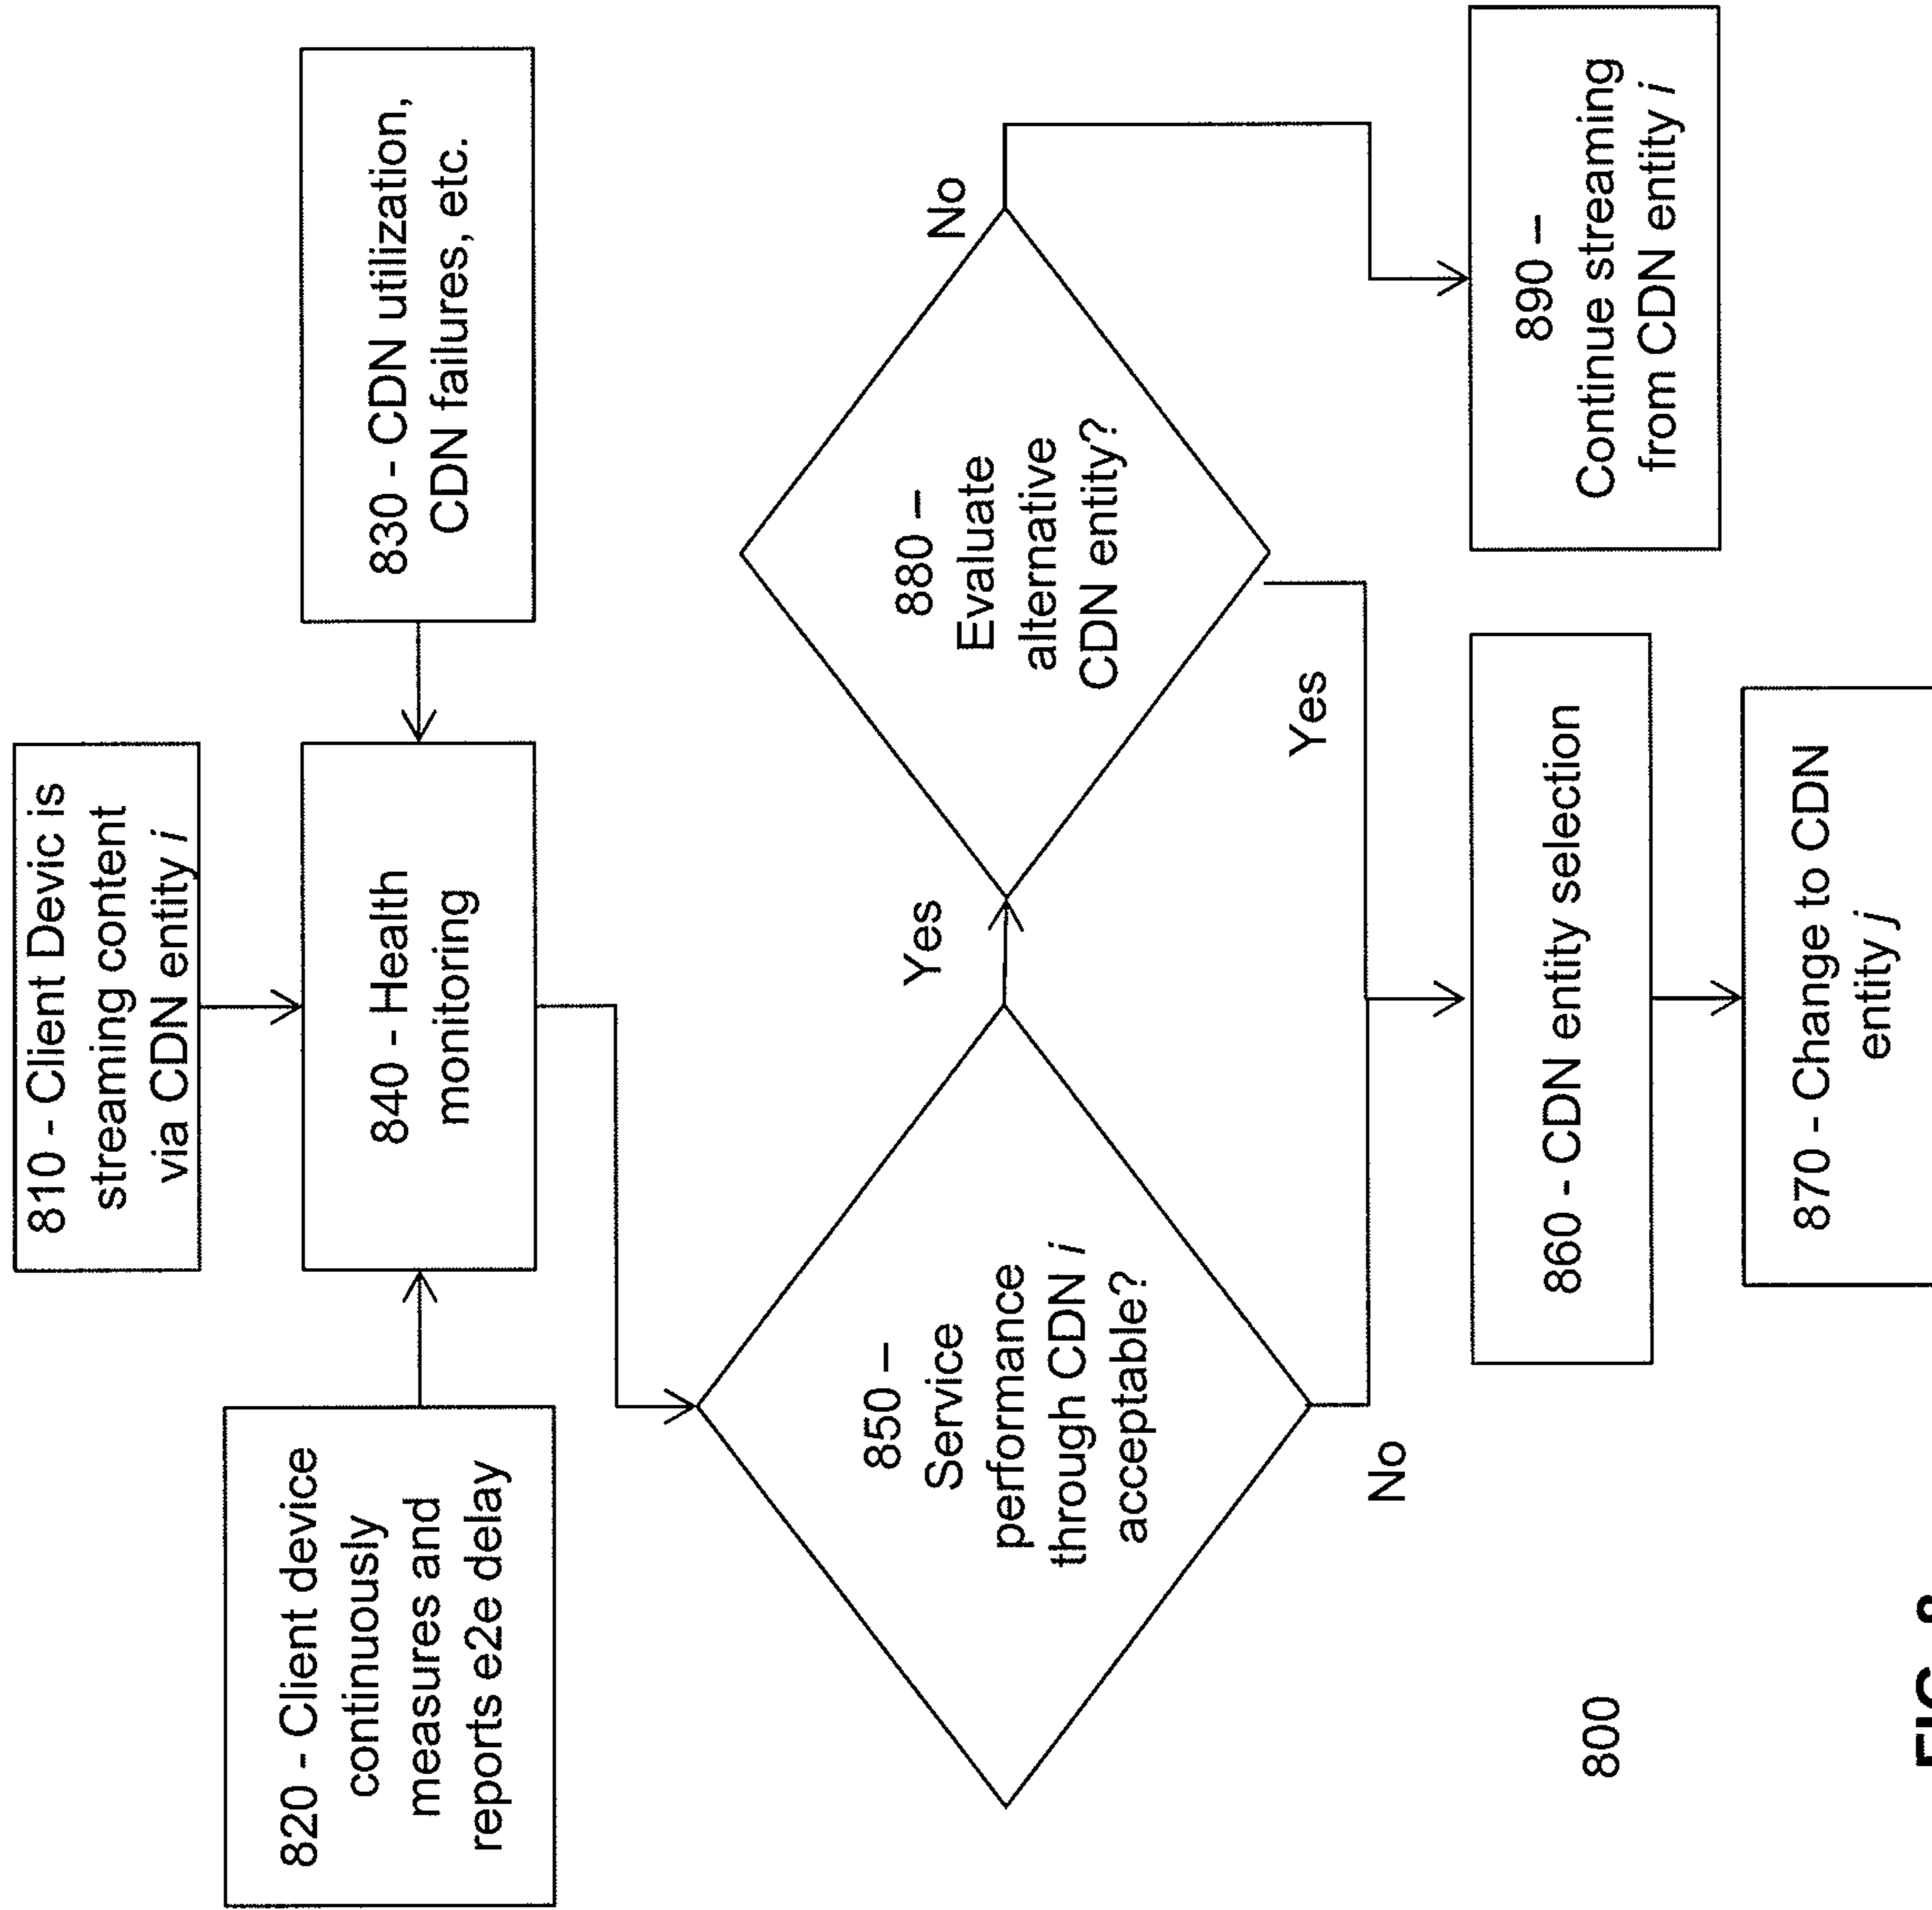 810 - Client Devic is
streaming content
via CDN entity i
820 - Client device
continuously
measures and
reports e2e delay
840 - Health
monitoring
830 - CDN utilization,
CDN failures, etc.
850 –
Service
performance
through CDN i
acceptable?
Yes
No
880 –
Evaluate
alternative
CDN entity?
No
Yes
860 - CDN entity selection
890 –
Continue streaming
from CDN entity i
870 - Change to CDN
entity j
800
FIG. 8